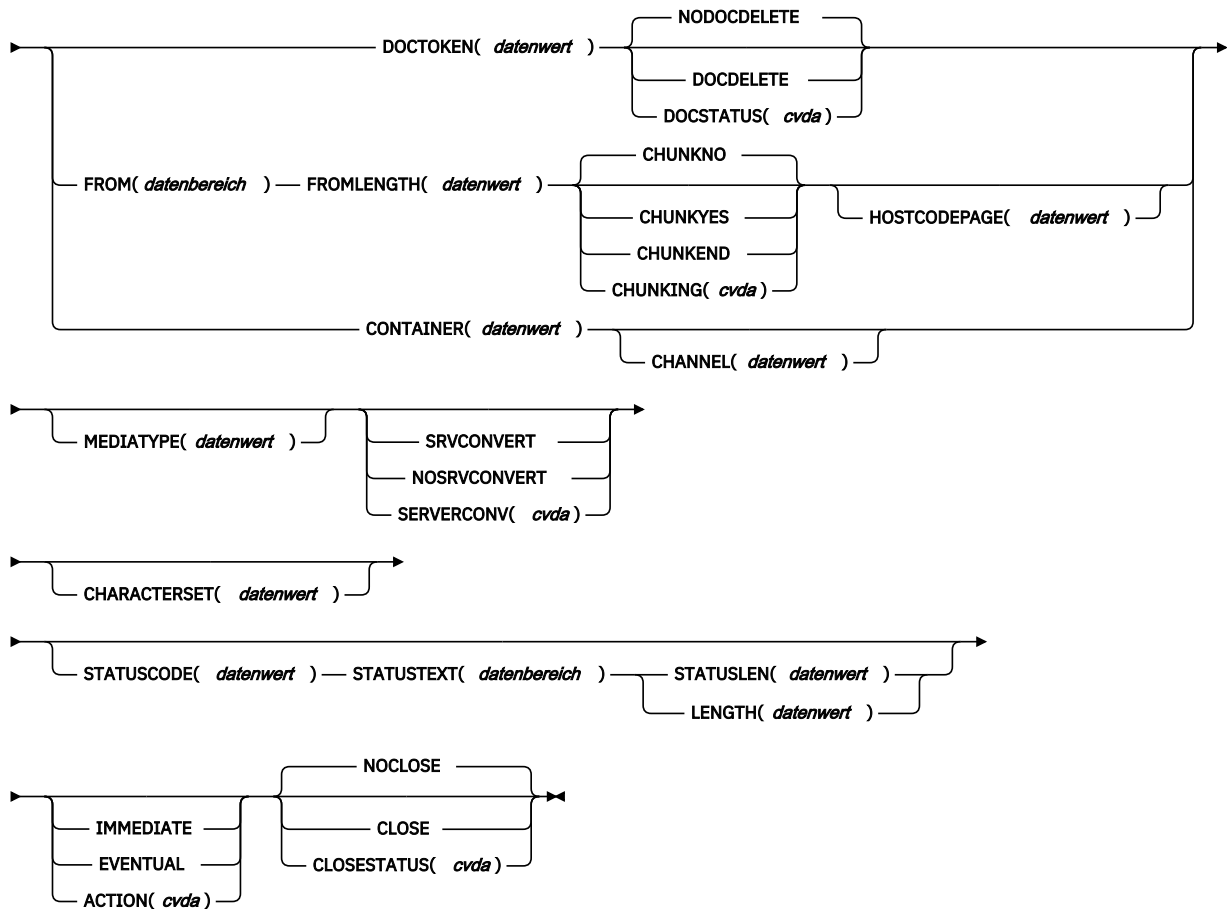 NODOCDELETE
DOCTOKEN( datenwert )
DOCDELETE
DOCSTATUS( cvda )
CHUNKNO
FROM( datenbereich ) FROMLENGTH( datenwert )
CHUNKYES HOSTCODEPAGE( datenwert )
CHUNKEND
CHUNKING( cvda )
CONTAINER( datenwert )
CHANNEL( datenwert )
MEDIATYPE( datenwert ) SRVCONVERT
NOSRVCONVERT
SERVERCONV( cvda )
CHARACTERSET( datenwert )
STATUSCODE( datenwert ) STATUSTEXT( datenbereich ) STATUSLEN( datenwert )
LENGTH( datenwert )
NOCLOSE
IMMEDIATE CLOSE
EVENTUAL CLOSESTATUS( cvda )
ACTION( cvda )